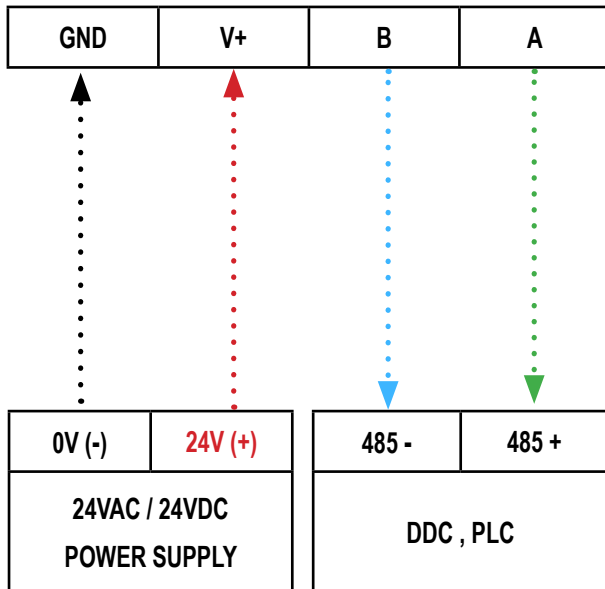 GND V+ B A
0V (-) 24V (+) 485 - 485 +
24VAC / 24VDC
POWER SUPPLY
DDC , PLC